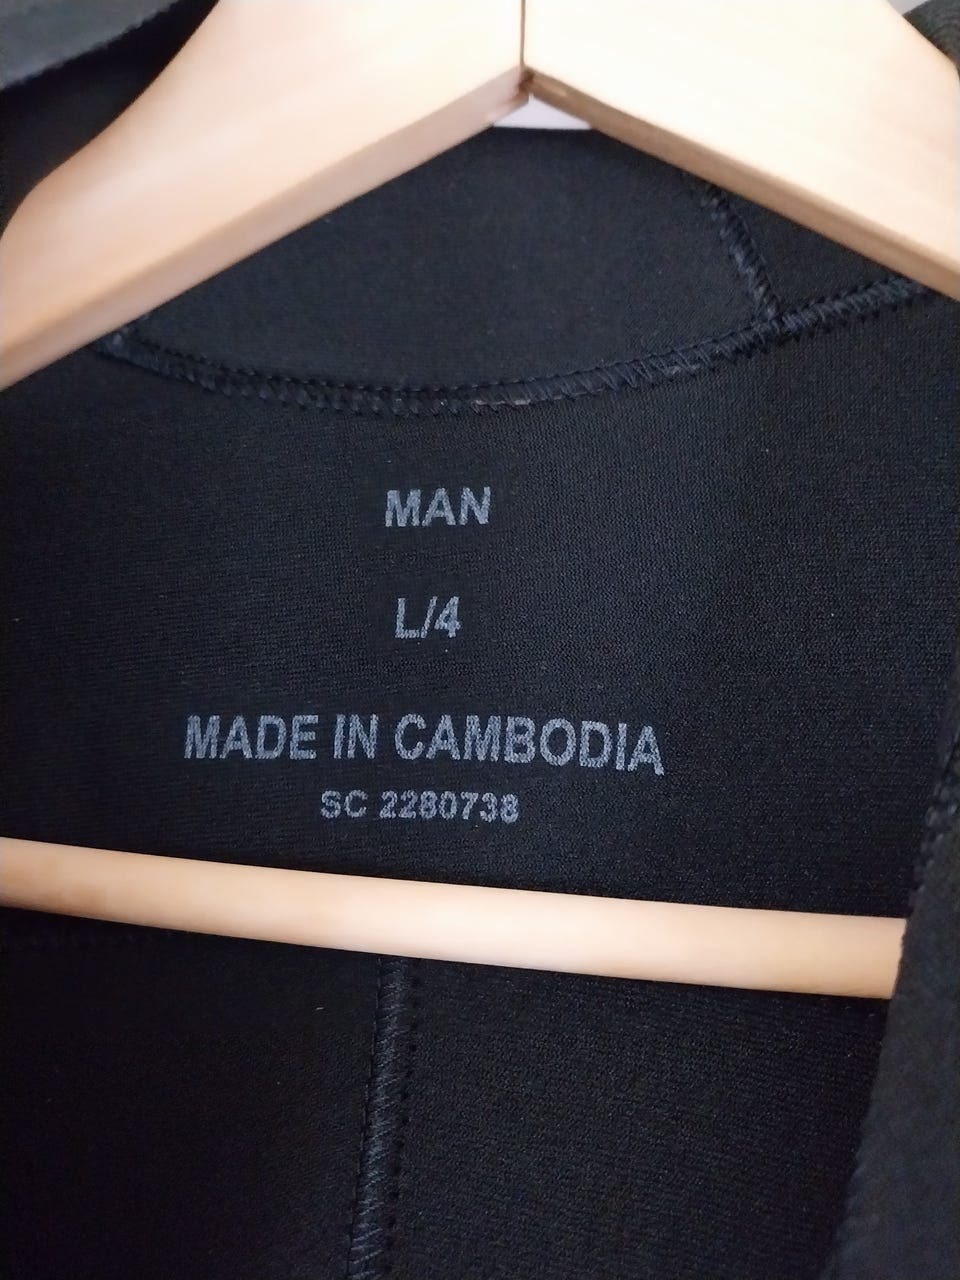 MAN
L/4
MADE IN CAMBODIA
SC 2280738